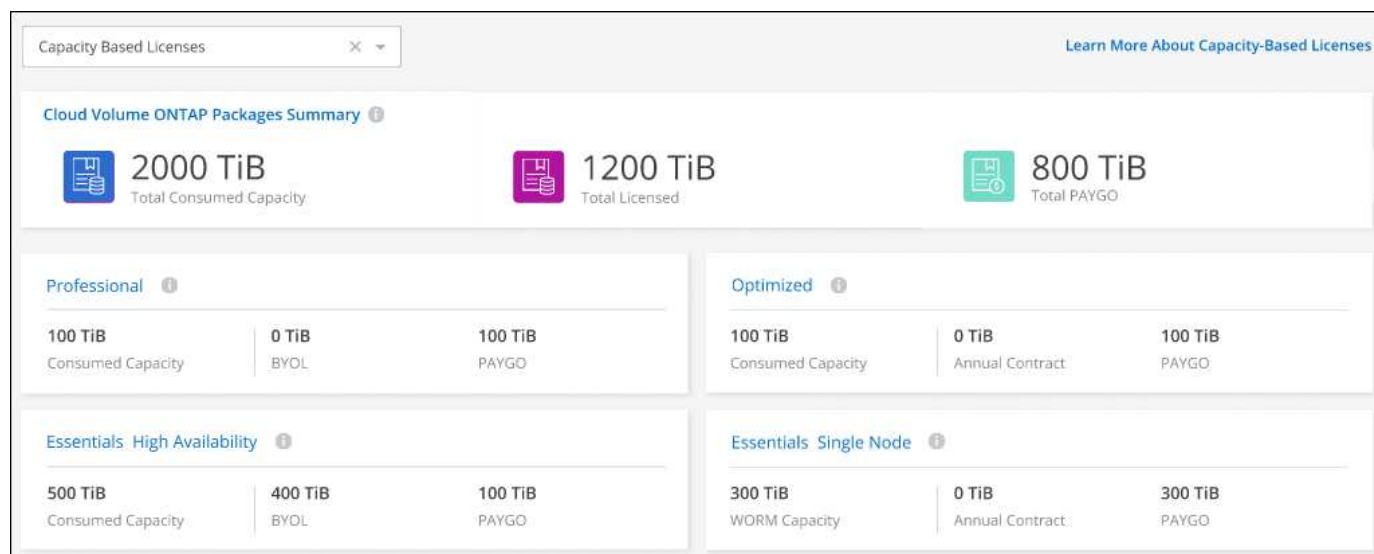 Capacity Based Licenses
Learn More About Capacity-Based Licenses
Cloud Volume ONTAP Packages Summary
2000 TiB
Total Consumed Capacity
1200 TiB
Total Licensed
800 TiB
Total PAYGO
Professional
100 TiB
Consumed Capacity
0 TiB
BYOL
100 TiB
PAYGO
Optimized
100 TiB
Consumed Capacity
0 TiB
Annual Contract
100 TiB
PAYGO
Essentials High Availability
500 TiB
Consumed Capacity
400 TiB
BYOL
100 TiB
PAYGO
Essentials Single Node
300 TiB
WORM Capacity
0 TiB
Annual Contract
300 TiB
PAYGO